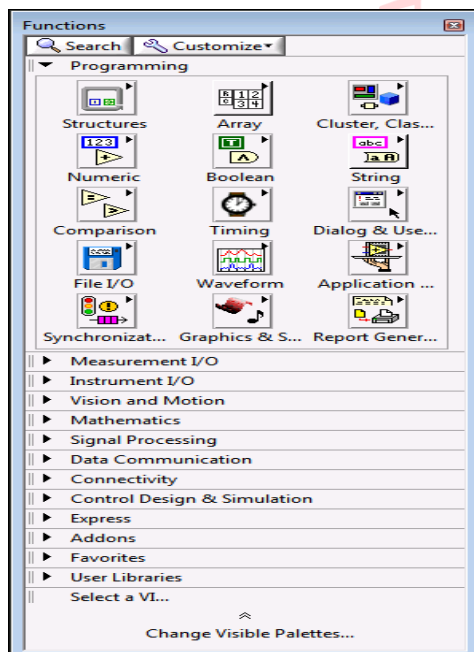 Functions
Search Customize
Programming
Structures Array Cluster, Clas...
Numeric Boolean String
Comparison Timing Dialog & Use...
File I/O Waveform Application ...
Synchronizat... Graphics & S... Report Gener...
Measurement I/O
Instrument I/O
Vision and Motion
Mathematics
Signal Processing
Data Communication
Connectivity
Control Design & Simulation
Express
Addons
Favorites
User Libraries
Select a VI...
Change Visible Palettes...